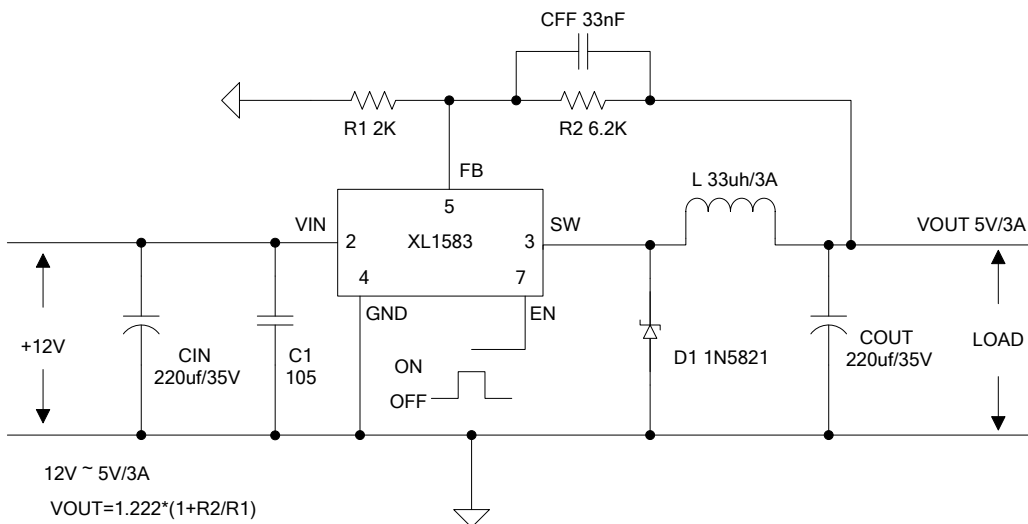 CFF 33nF
R1 2K
R2 6.2K
FB
L 33uh/3A
5
VIN
SW
VOUT 5V/3A
2
XL1583
3
4
7
GND
EN
+12V
CIN
220uf/35V
C1
105
ON
OFF
D1 1N5821
COUT
220uf/35V
LOAD
12V ~ 5V/3A
VOUT=1.222*(1+R2/R1)